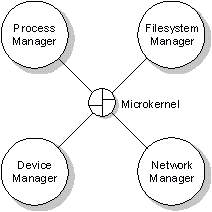 Process
Manager
Filesystem
Manager
Microkernel
Device
Manager
Network
Manager